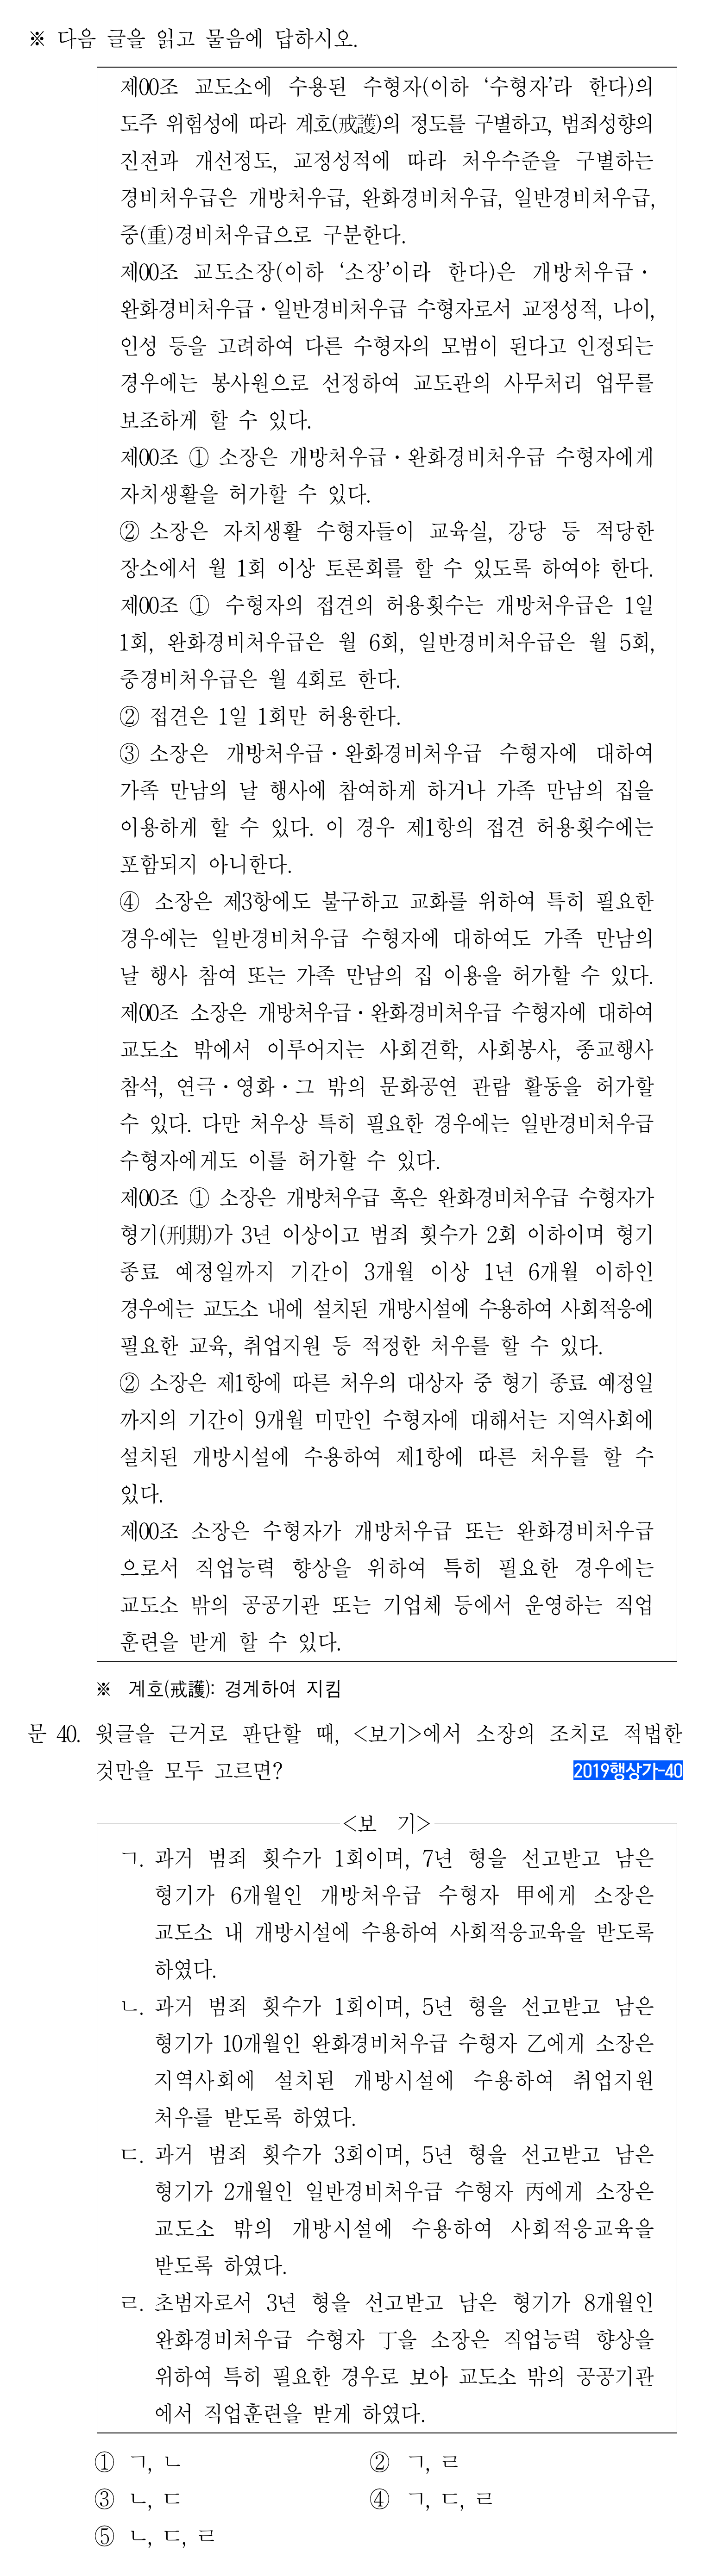 ※ 다음 글을 읽고 물음에 답하시오.
제00조 교도소에 수용된 수형자(이하 ‘수형자’라 한다)의
도주 위험성에 따라 계호(戒護)의 정도를 구별하고, 범죄성향의
진전과 개선정도, 교정성적에 따라 처우수준을 구별하는
경비처우급은 개방처우급, 완화경비처우급, 일반경비처우급,
중(重)경비처우급으로 구분한다.
제00조 교도소장(이하 ‘소장’이라 한다)은 개방처우급·
완화경비처우급·일반경비처우급 수형자로서 교정성적, 나이,
인성 등을 고려하여 다른 수형자의 모범이 된다고 인정되는
경우에는 봉사원으로 선정하여 교도관의 사무처리 업무를
보조하게 할 수 있다.
제00조 ① 소장은 개방처우급·완화경비처우급 수형자에게
자치생활을 허가할 수 있다.
② 소장은 자치생활 수형자들이 교육실, 강당 등 적당한
장소에서 월 1회 이상 토론회를 할 수 있도록 하여야 한다.
제00조 ① 수형자의 접견의 허용횟수는 개방처우급은 1일
1회, 완화경비처우급은 월 6회, 일반경비처우급은 월 5회,
중경비처우급은 월 4회로 한다.
② 접견은 1일 1회만 허용한다.
③ 소장은 개방처우급·완화경비처우급 수형자에 대하여
가족 만남의 날 행사에 참여하게 하거나 가족 만남의 집을
이용하게 할 수 있다. 이 경우 제1항의 접견 허용횟수에는
포함되지 아니한다.
④ 소장은 제3항에도 불구하고 교화를 위하여 특히 필요한
경우에는 일반경비처우급 수형자에 대하여도 가족 만남의
날 행사 참여 또는 가족 만남의 집 이용을 허가할 수 있다.
제00조 소장은 개방처우급·완화경비처우급 수형자에 대하여
교도소 밖에서 이루어지는 사회견학, 사회봉사, 종교행사
참석, 연극·영화·그 밖의 문화공연 관람 활동을 허가할
수 있다. 다만 처우상 특히 필요한 경우에는 일반경비처우급
수형자에게도 이를 허가할 수 있다.
제00조 ① 소장은 개방처우급 혹은 완화경비처우급 수형자가
형기(刑期)가 3년 이상이고 범죄 횟수가 2회 이하이며 형기
종료 예정일까지 기간이 3개월 이상 1년 6개월 이하인
경우에는 교도소 내에 설치된 개방시설에 수용하여 사회적응에
필요한 교육, 취업지원 등 적정한 처우를 할 수 있다.
② 소장은 제1항에 따른 처우의 대상자 중 형기 종료 예정일
까지의 기간이 9개월 미만인 수형자에 대해서는 지역사회에
설치된 개방시설에 수용하여 제1항에 따른 처우를 할 수
있다.
제00조 소장은 수형자가 개방처우급 또는 완화경비처우급
으로서 직업능력 향상을 위하여 특히 필요한 경우에는
교도소 밖의 공공기관 또는 기업체 등에서 운영하는 직업
훈련을 받게 할 수 있다.
※ 계호(戒護): 경계하여 지킴
문 40. 윗글을 근거로 판단할 때, <보기>에서 소장의 조치로 적법한
것만을 모두 고르면?
2019행상가-40
<보 기>
ㄱ. 과거 범죄 횟수가 1회이며, 7년 형을 선고받고 남은
형기가 6개월인 개방처우급 수형자 甲에게 소장은
교도소 내 개방시설에 수용하여 사회적응교육을 받도록
하였다.
ㄴ. 과거 범죄 횟수가 1회이며, 5년 형을 선고받고 남은
형기가 10개월인 완화경비처우급 수형자 乙에게 소장은
지역사회에 설치된 개방시설에 수용하여 취업지원
처우를 받도록 하였다.
ㄷ. 과거 범죄 횟수가 3회이며, 5년 형을 선고받고 남은
형기가 2개월인 일반경비처우급 수형자 丙에게 소장은
교도소 밖의 개방시설에 수용하여 사회적응교육을
받도록 하였다.
ㄹ. 초범자로서 3년 형을 선고받고 남은 형기가 8개월인
완화경비처우급 수형자 丁을 소장은 직업능력 향상을
위하여 특히 필요한 경우로 보아 교도소 밖의 공공기관
에서 직업훈련을 받게 하였다.
① ㄱ, ㄴ
② ㄱ, ㄹ
③ ㄴ, ㄷ
④ ㄱ, ㄷ, ㄹ
⑤ ㄴ, ㄷ, ㄹ